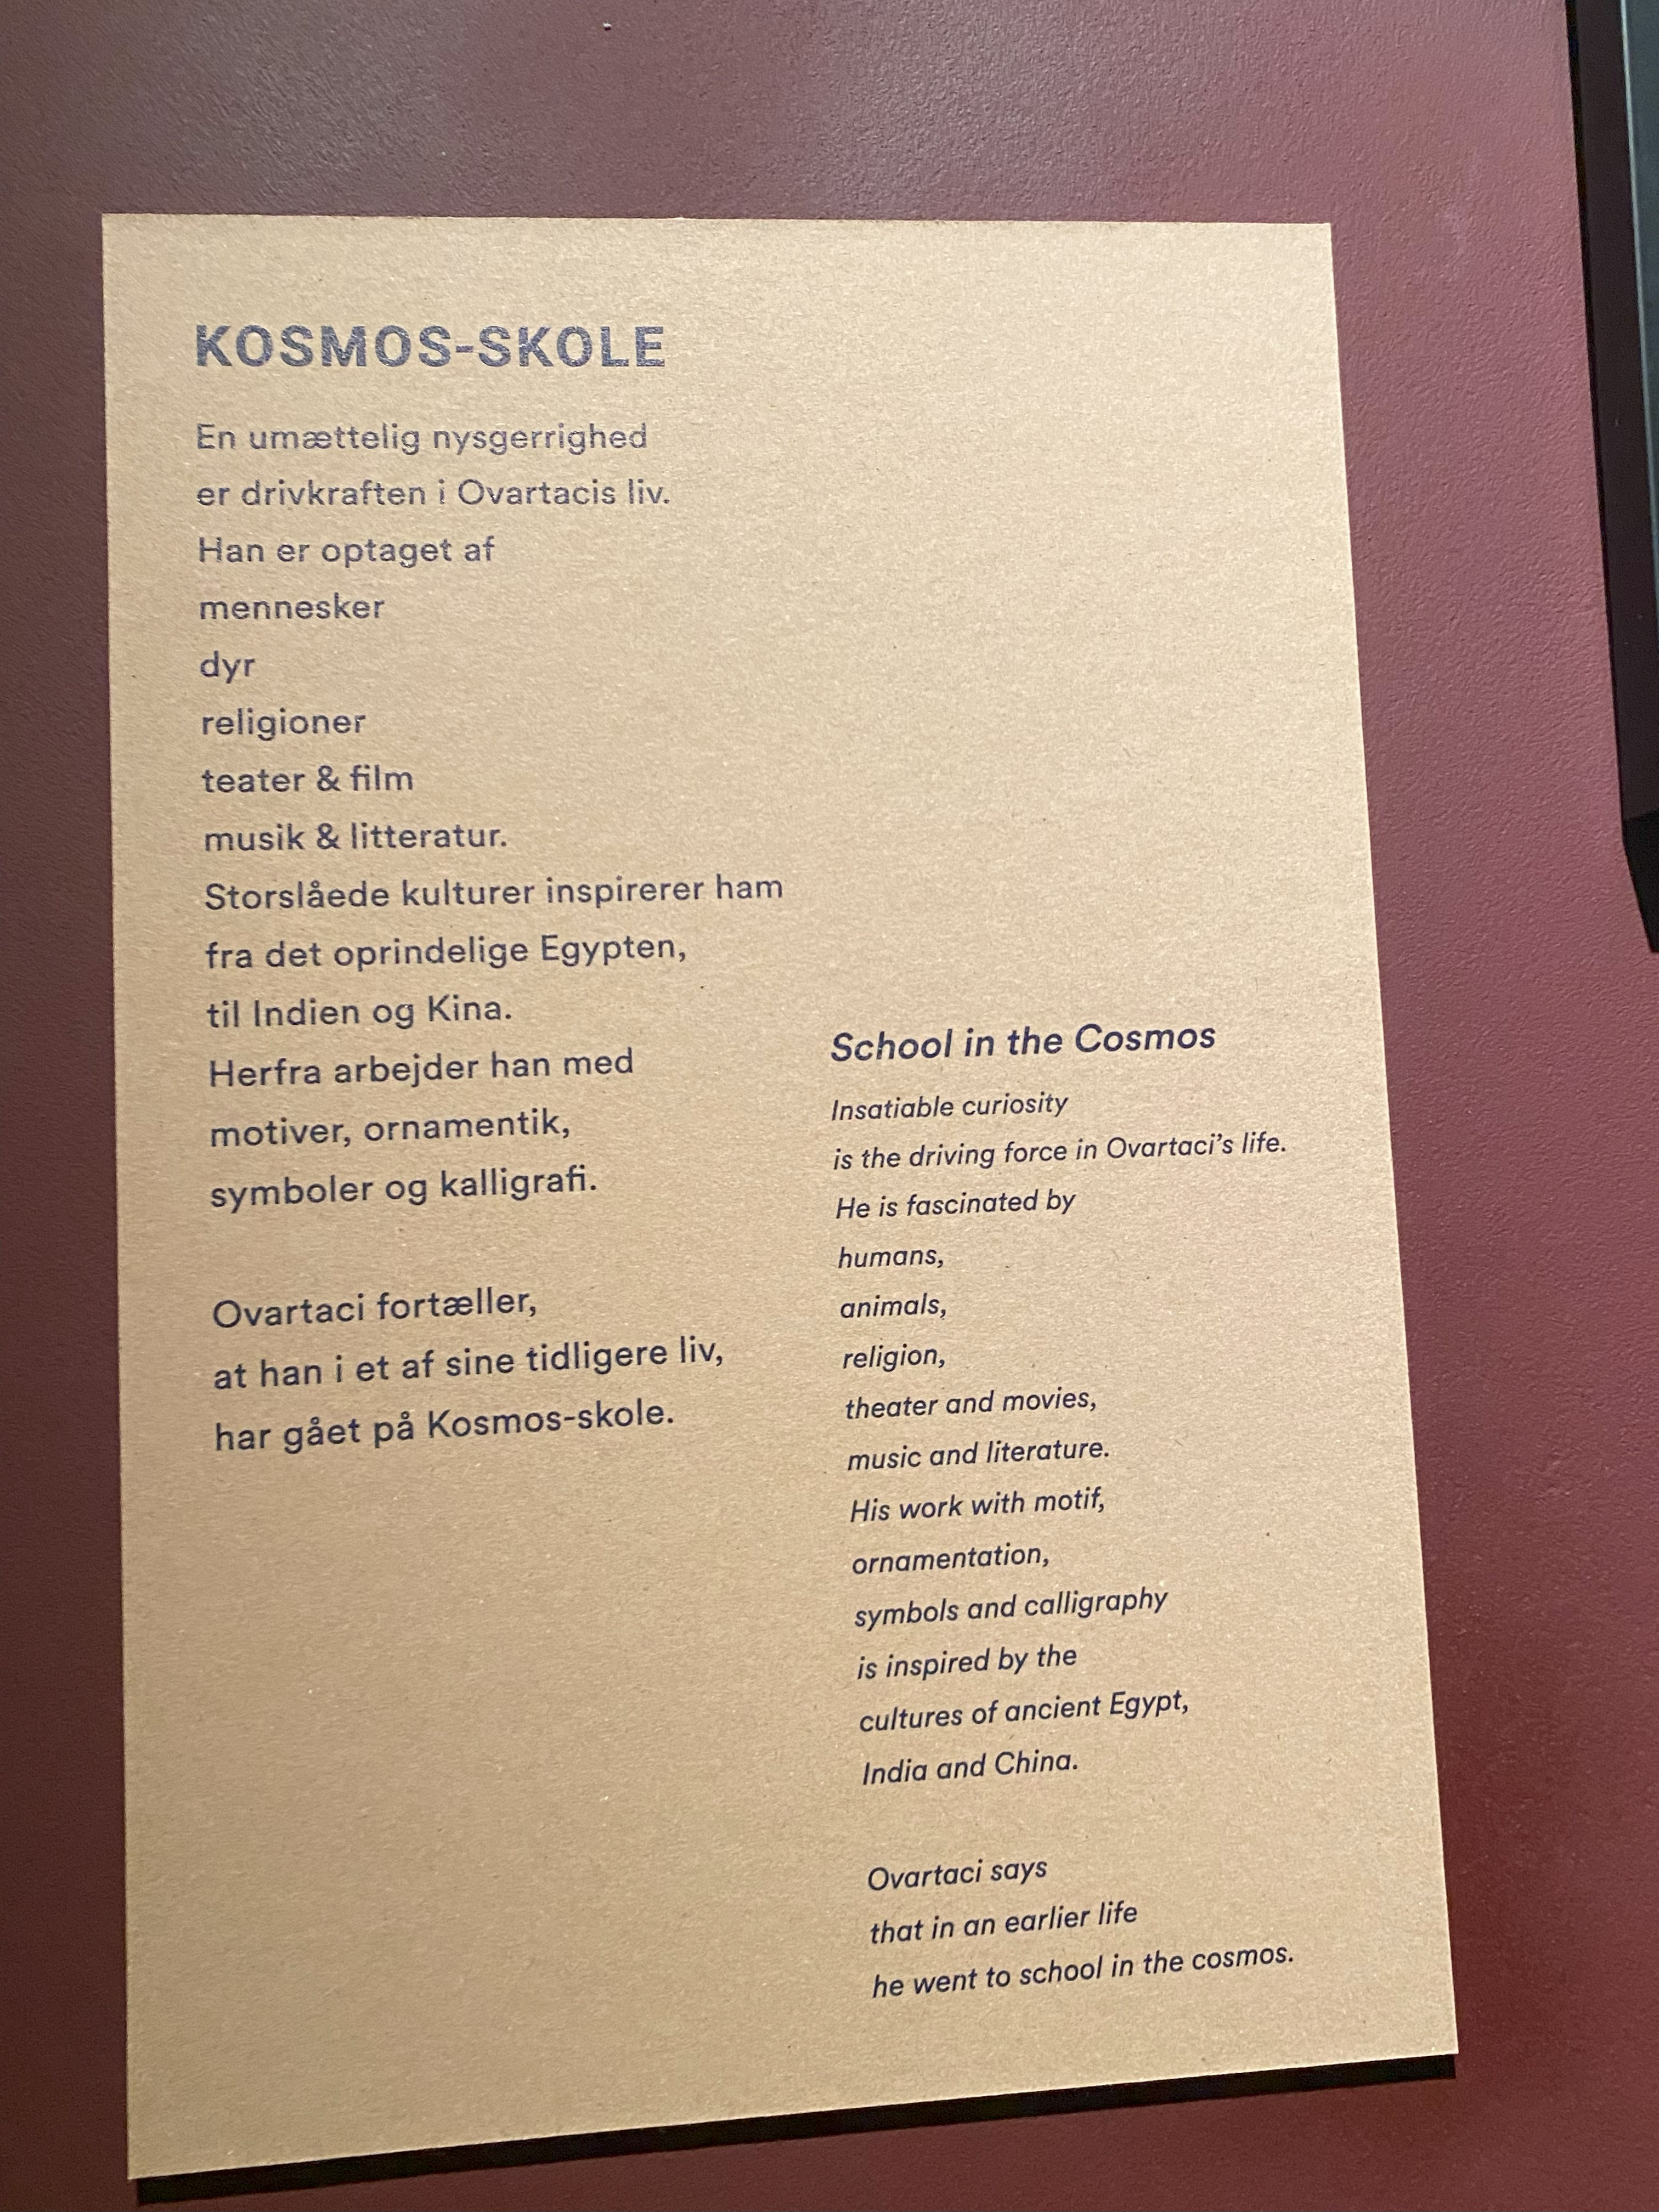 KOSMOS-SKOLE
En umættelig nysgerrighed
er drivkraften i Ovartacis liv.
Han er optaget af
mennesker
dyr
religioner
teater & film
musik & litteratur.
Storslåede kulturer inspirerer ham
fra det oprindelige Egypten,
til Indien og Kina.
Herfra arbejder han med
motiver, ornamentik,
symboler og kalligrafi.
Ovartaci fortæller,
at han i et af sine tidligere liv,
har gået på Kosmos-skole.
School in the Cosmos
Insatiable curiosity
is the driving force in Ovartaci’s life.
He is fascinated by
humans,
animals,
religion,
theater and movies,
music and literature.
His work with motif,
ornamentation,
symbols and calligraphy
is inspired by the
cultures of ancient Egypt,
India and China.
Ovartaci says
that in an earlier life
he went to school in the cosmos.